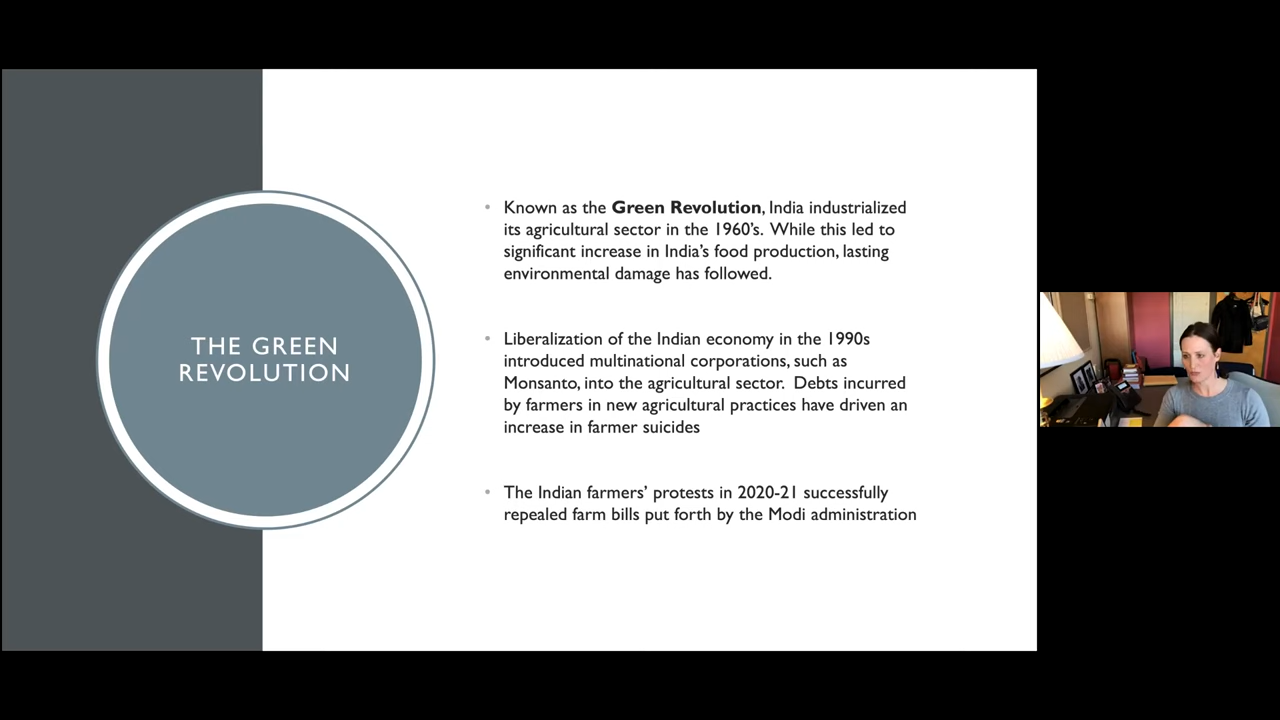 THE GREEN
REVOLUTION
• Known as the Green Revolution, India industrialized
its agricultural sector in the 1960's. While this led to
significant increase in India's food production, lasting
environmental damage has followed.
• Liberalization of the Indian economy in the 1990s
introduced multinational corporations, such as
Monsanto, into the agricultural sector. Debts incurred
by farmers in new agricultural practices have driven an
increase in farmer suicides
• The Indian farmers' protests in 2020-21 successfully
repealed farm bills put forth by the Modi administration